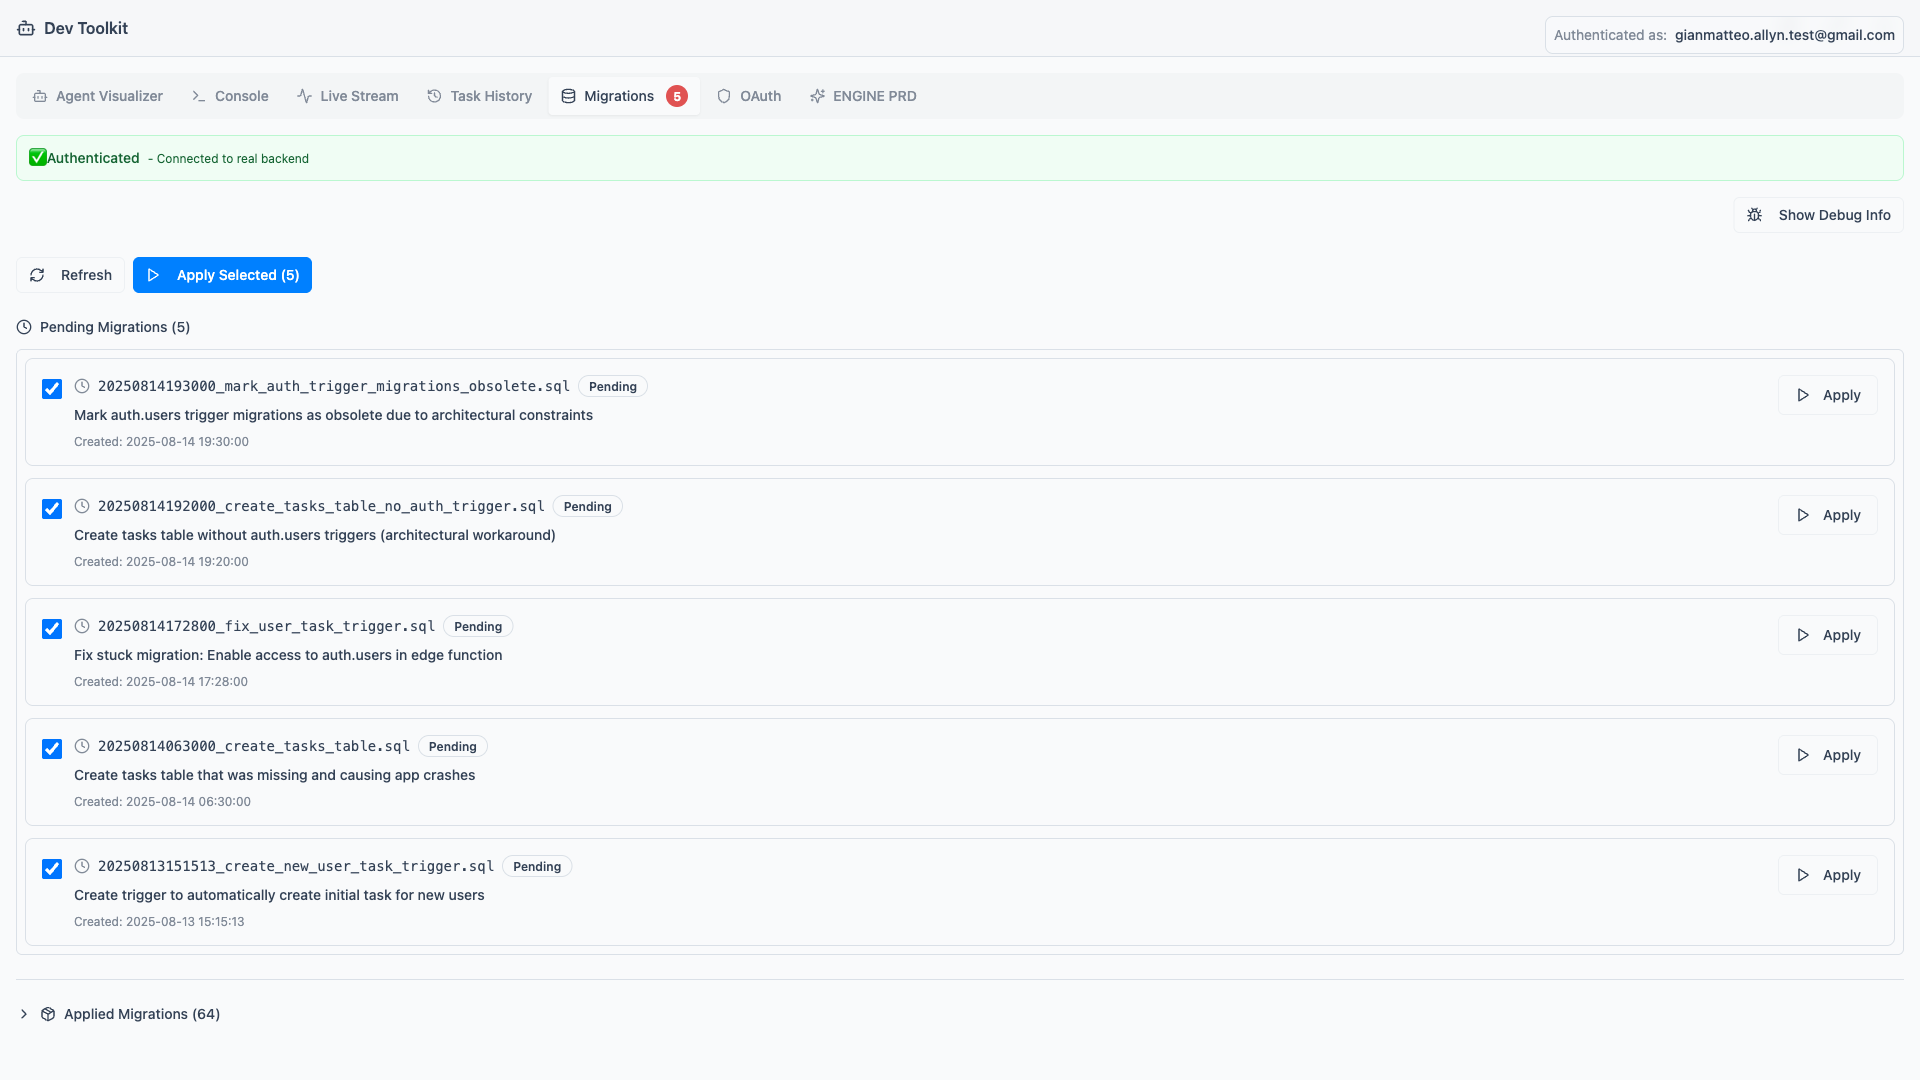 Dev Toolkit
Authenticated as: gianmatteo.allyn.test@gmail.com
Agent Visualizer
Console
Live Stream
Task History
Migrations 5
OAuth
ENGINE PRD
✅Authenticated - Connected to real backend
Show Debug Info
Refresh
Apply Selected (5)
Pending Migrations (5)
20250814193000_mark_auth_trigger_migrations_obsolete.sql Pending
Apply
Mark auth.users trigger migrations as obsolete due to architectural constraints
Created: 2025-08-14 19:30:00
20250814192000_create_tasks_table_no_auth_trigger.sql Pending
Apply
Create tasks table without auth.users triggers (architectural workaround)
Created: 2025-08-14 19:20:00
20250814172800_fix_user_task_trigger.sql Pending
Apply
Fix stuck migration: Enable access to auth.users in edge function
Created: 2025-08-14 17:28:00
20250814063000_create_tasks_table.sql Pending
Apply
Create tasks table that was missing and causing app crashes
Created: 2025-08-14 06:30:00
20250813151513_create_new_user_task_trigger.sql Pending
Apply
Create trigger to automatically create initial task for new users
Created: 2025-08-13 15:15:13
Applied Migrations (64)